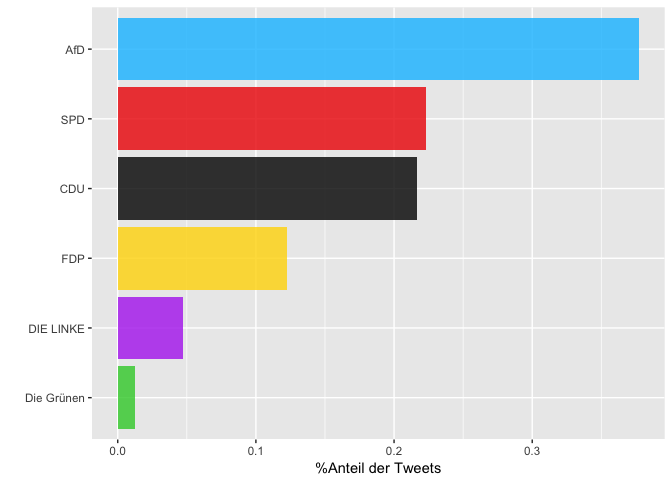 AfD
SPD
CDU
FDP
DIE LINKE
Die Grünen
0.0 0.1 0.2 0.3
%Anteil der Tweets